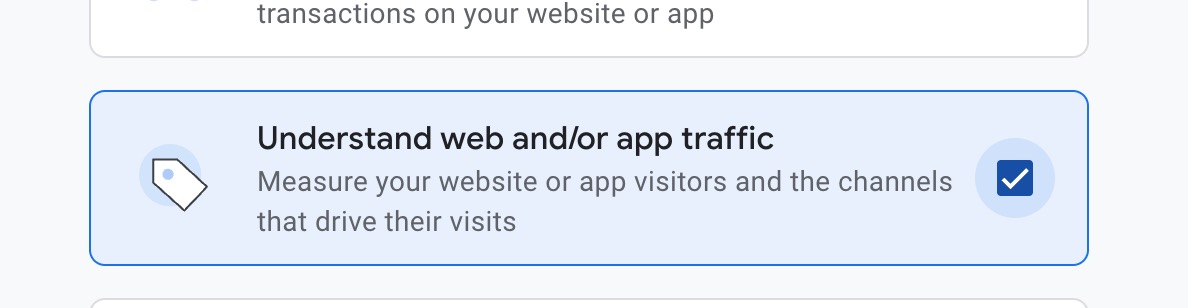 transactions on your website or app
Understand web and/or app traffic
Measure your website or app visitors and the channels
that drive their visits